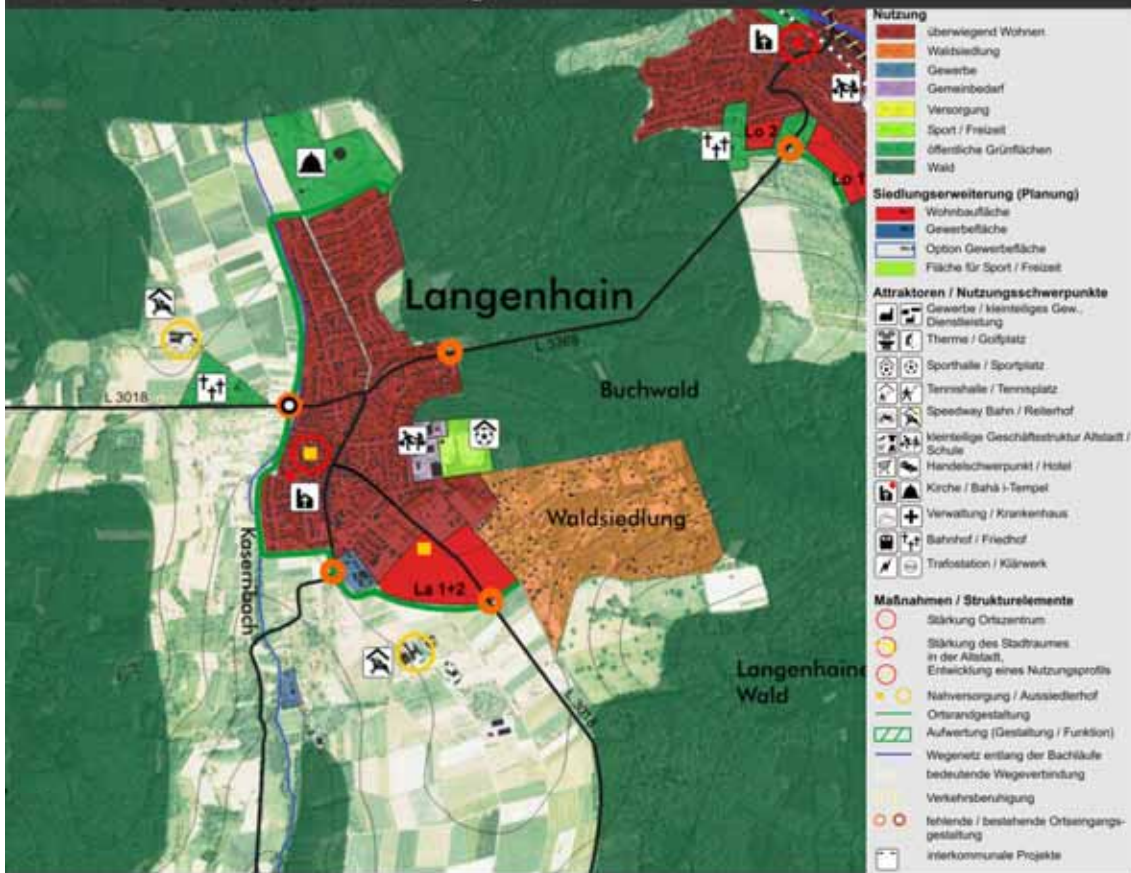 Langenhain
L 3369
L 3018
Buchwald
Waldsiedlung
Kasernbach
La 1+2
Lo 2
Lo 1
Langenhaine
Wald
L 3018
Nutzung
überwiegend Wohnen
Waldsiedlung
Gewerbe
Gemeinbedarf
Versorgung
Sport / Freizeit
öffentliche Grünflächen
Wald
Siedlungserweiterung (Planung)
Wohnbaufläche
Gewerbefläche
Option Gewerbefläche
Fläche für Sport / Freizeit
Attraktoren / Nutzungsschwerpunkte
Gewerbe / kleinteiliges Gew.,
Dienstleistung
Therme / Golfplatz
Sporthalle / Sportplatz
Tennishalle / Tennisplatz
Speedway Bahn / Reiterhof
kleinteilige Geschäftsstruktur Altstadt /
Schule
Handelschwerpunkt / Hotel
Kirche / Bahá i-Tempel
Verwaltung / Krankenhaus
Bahnhof / Friedhof
Trafostation / Klärwerk
Maßnahmen / Strukturelemente
Stärkung Ortszentrum
Stärkung des Stadtraumes
in der Altstadt,
Entwicklung eines Nutzungsprofils
Nahversorgung / Aussiedlerhof
Ortsrandgestaltung
Aufwertung (Gestaltung / Funktion)
Wegenetz entlang der Bachläufe
bedeutende Wegeverbindung
Verkehrsberuhigung
fehlende / bestehende Ortseingangs-
gestaltung
interkommunale Projekte